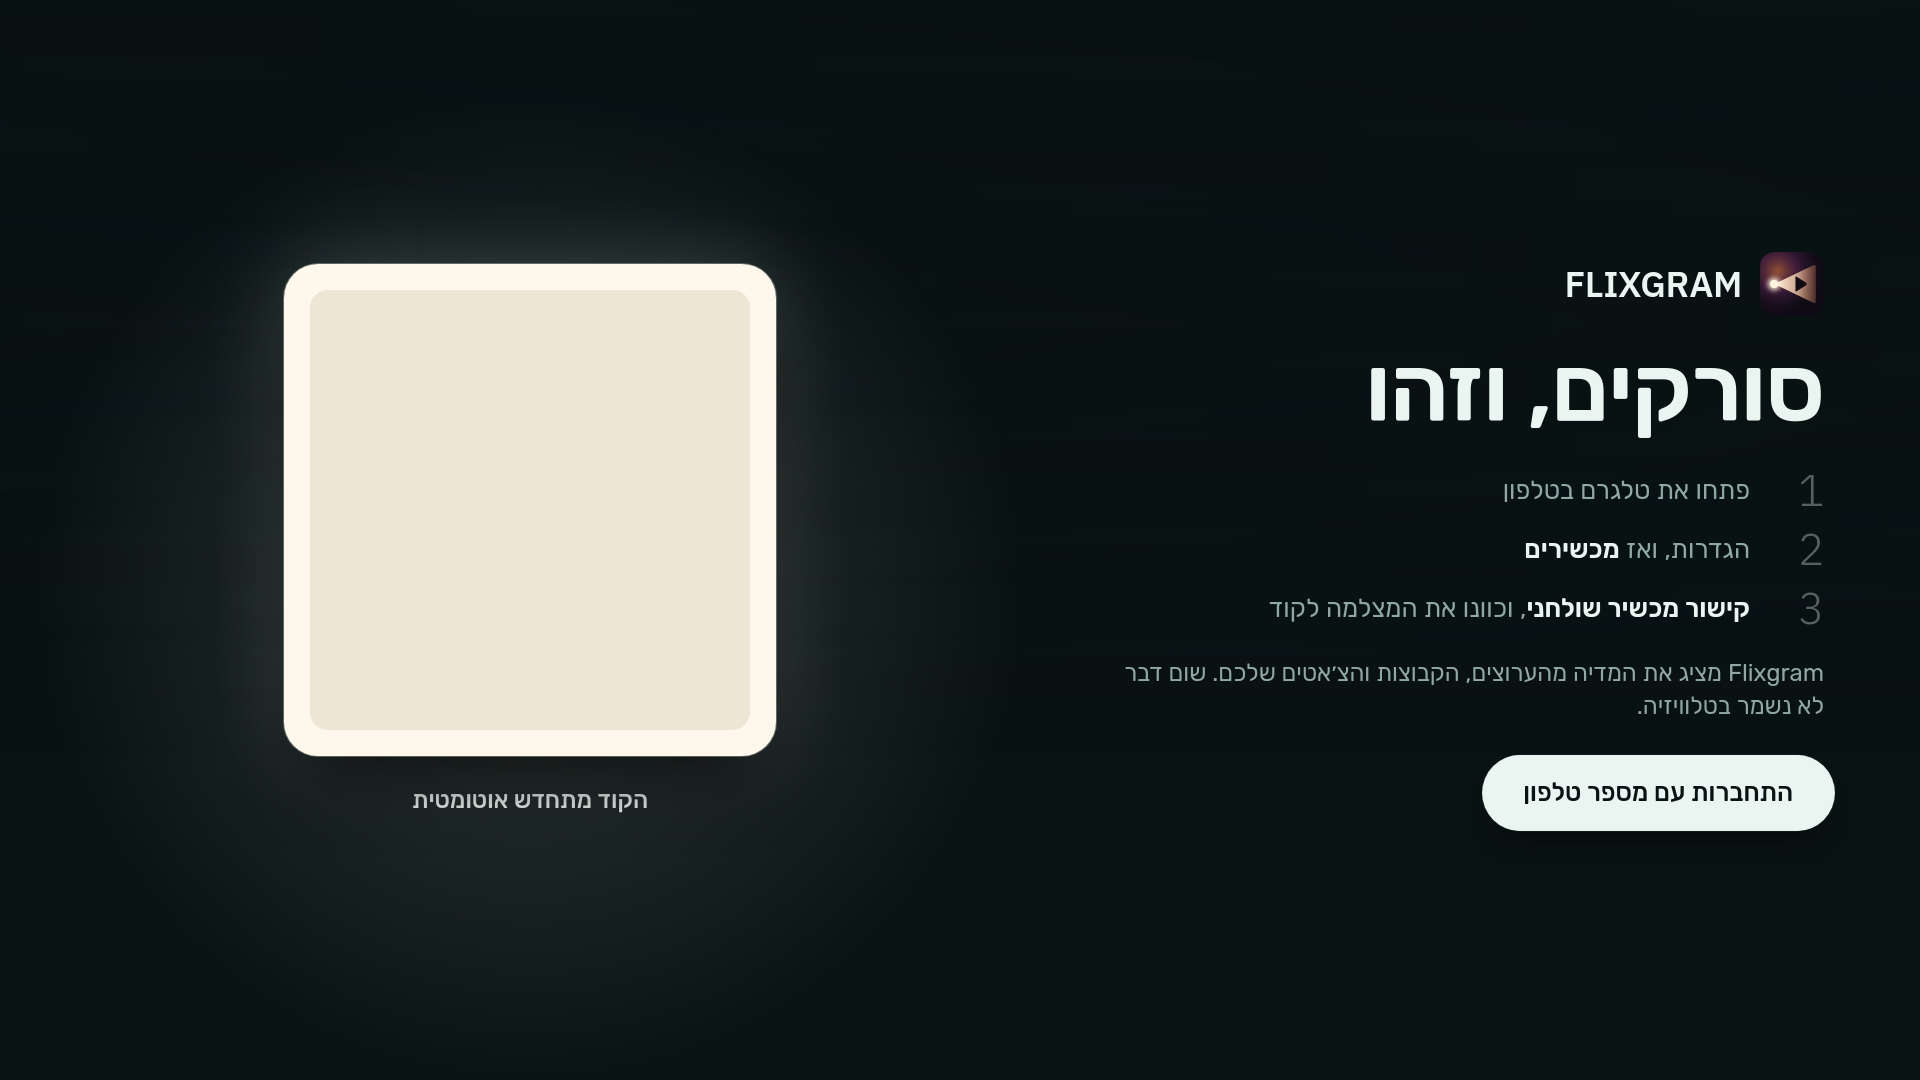 FLIXGRAM
סורקים, וזהו
1 פתחו את טלגרם בטלפון
2 הגדרות, ואז מכשירים
3 קישור מכשיר שולחני, וכוונו את המצלמה לקוד
Flixgram מציג את המדיה מהערוצים, הקבוצות והצ׳אטים שלכם. שום דבר
לא נשמר בטלוויזיה.
התחברות עם מספר טלפון
הקוד מתחדש אוטומטית